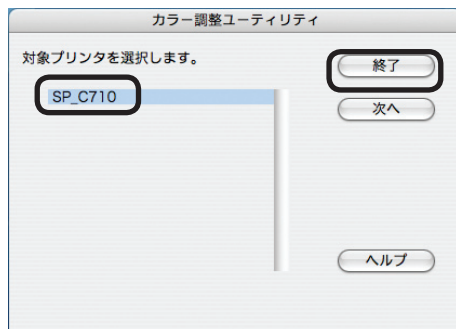 カラー調整ユーティリティ
対象プリンタを選択します。
終了
SP_C710
次へ
ヘルプ